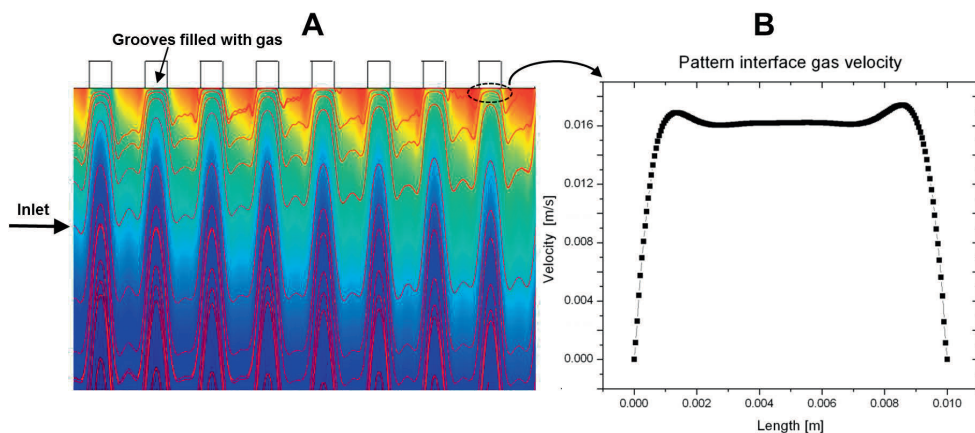 A
Grooves filled with gas
Inlet
B
Pattern interface gas velocity
Velocity [m/s]
0.016
0.012
0.008
0.004
0.000
0.000 0.002 0.004 0.006 0.008 0.010
Length [m]